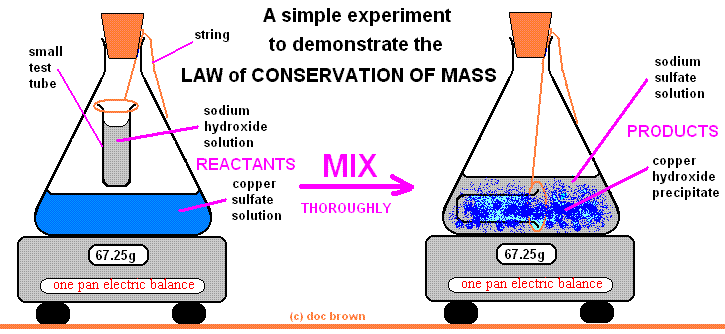 A simple experiment
to demonstrate the
LAW of CONSERVATION OF MASS
small
test
tube
string
sodium
hydroxide
solution
REACTANTS
copper
sulfate
solution
67.25g
one pan electric balance
MIX
THOROUGHLY
sodium
sulfate
solution
PRODUCTS
copper
hydroxide
precipitate
67.25g
one pan electric balance
(c) doc brown